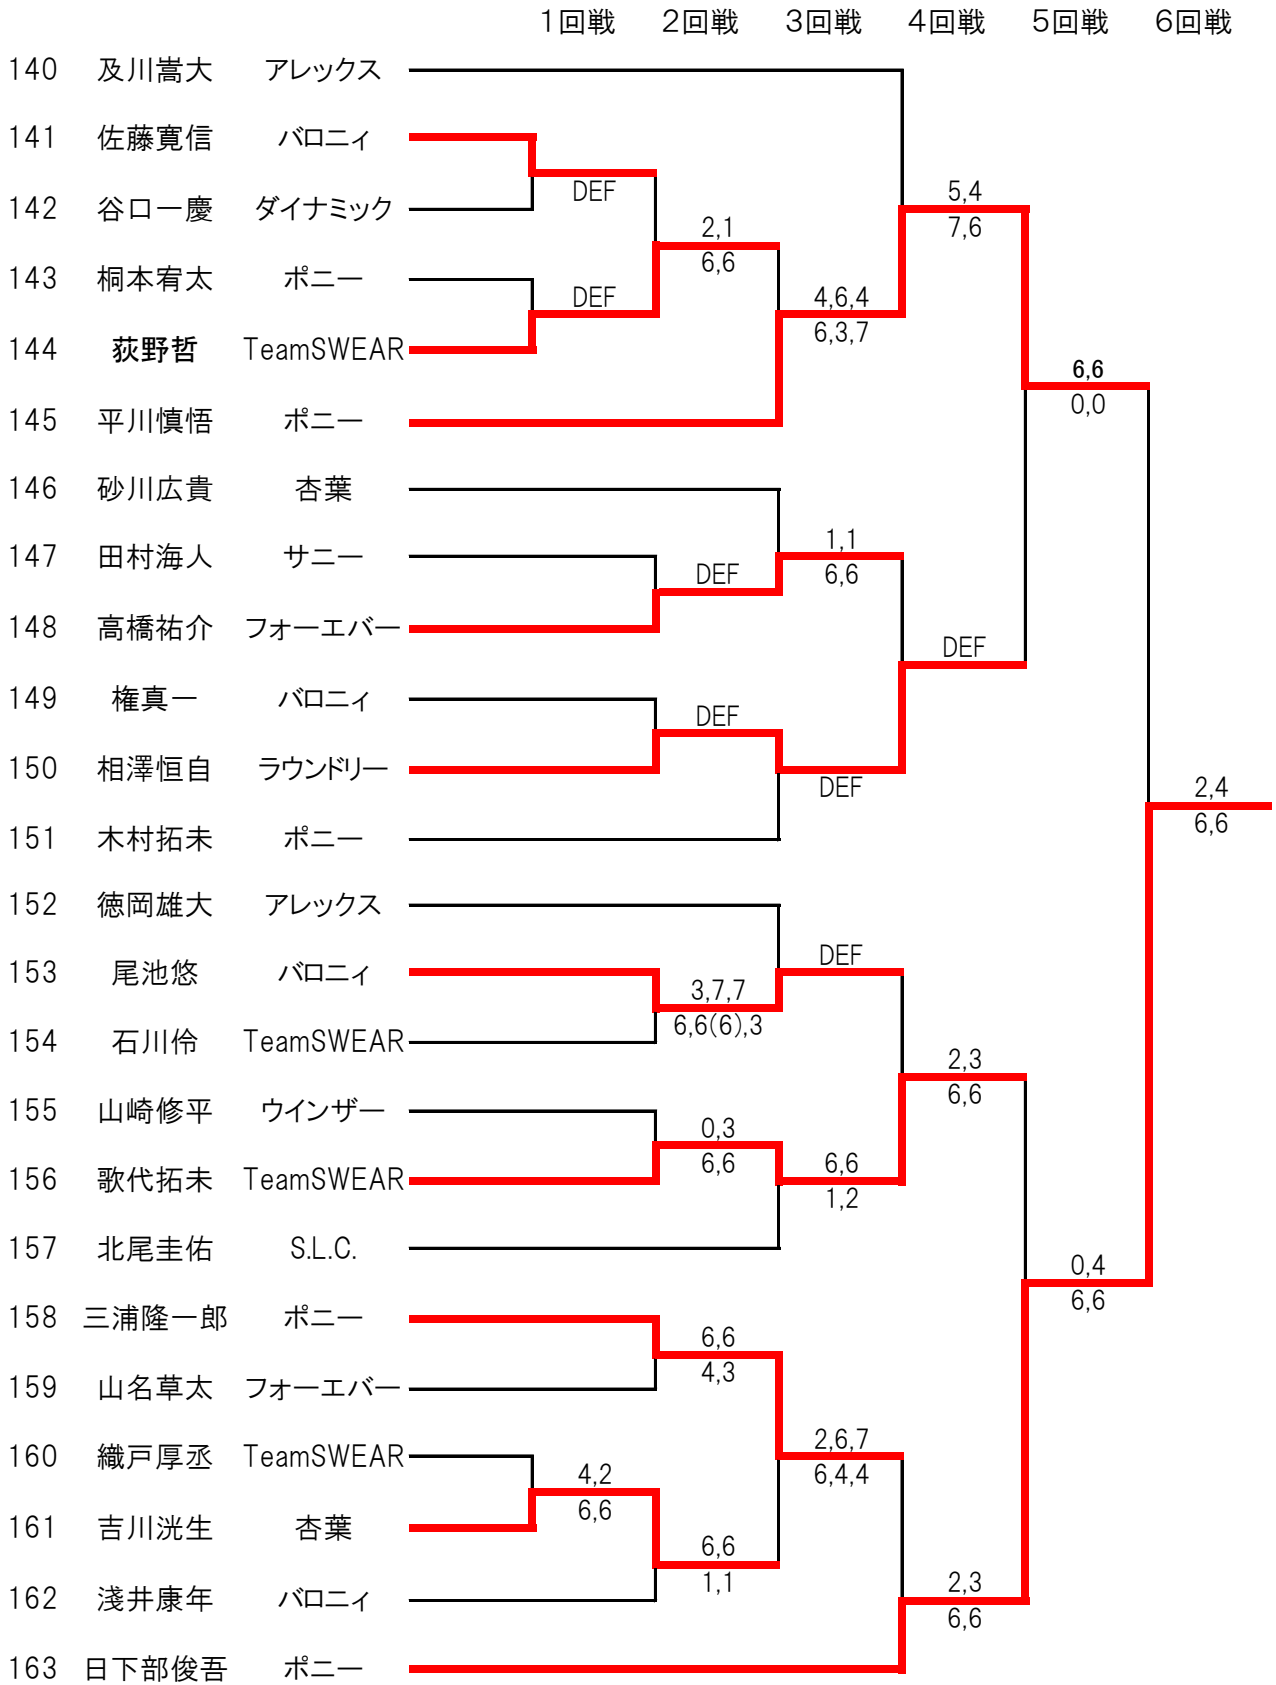 1回戦 2回戦 3回戦 4回戦 5回戦 6回戦
140 及川嵩大 アレックス
141 佐藤寛信 バロニィ
DEF
5,4
142 谷口一慶 ダイナミック
7,6
2,1
6,6
143 桐本宥太 ポニー
DEF
4,6,4
6,3,7
144 荻野哲 TeamSWEAR
6,6
0,0
145 平川慎悟 ポニー
146 砂川広貴 杏葉
1,1
147 田村海人 サニー
DEF
6,6
148 高橋祐介 フォーエバー
DEF
149 権真一 バロニィ
DEF
150 相澤恒自 ラウンドリー
DEF
2,4
6,6
151 木村拓未 ポニー
152 徳岡雄大 アレックス
DEF
153 尾池悠 バロニィ
3,7,7
6,6(6),3
154 石川伶 TeamSWEAR
2,3
6,6
155 山崎修平 ウインザー
0,3
6,6
6,6
156 歌代拓未 TeamSWEAR
1,2
157 北尾圭佑 S.L.C.
0,4
6,6
158 三浦隆一郎 ポニー
6,6
4,3
159 山名草太 フォーエバー
2,6,7
160 織戸厚丞 TeamSWEAR
4,2
6,4,4
6,6
161 吉川洸生 杏葉
6,6
1,1
2,3
162 淺井康年 バロニィ
6,6
163 日下部俊吾 ポニー